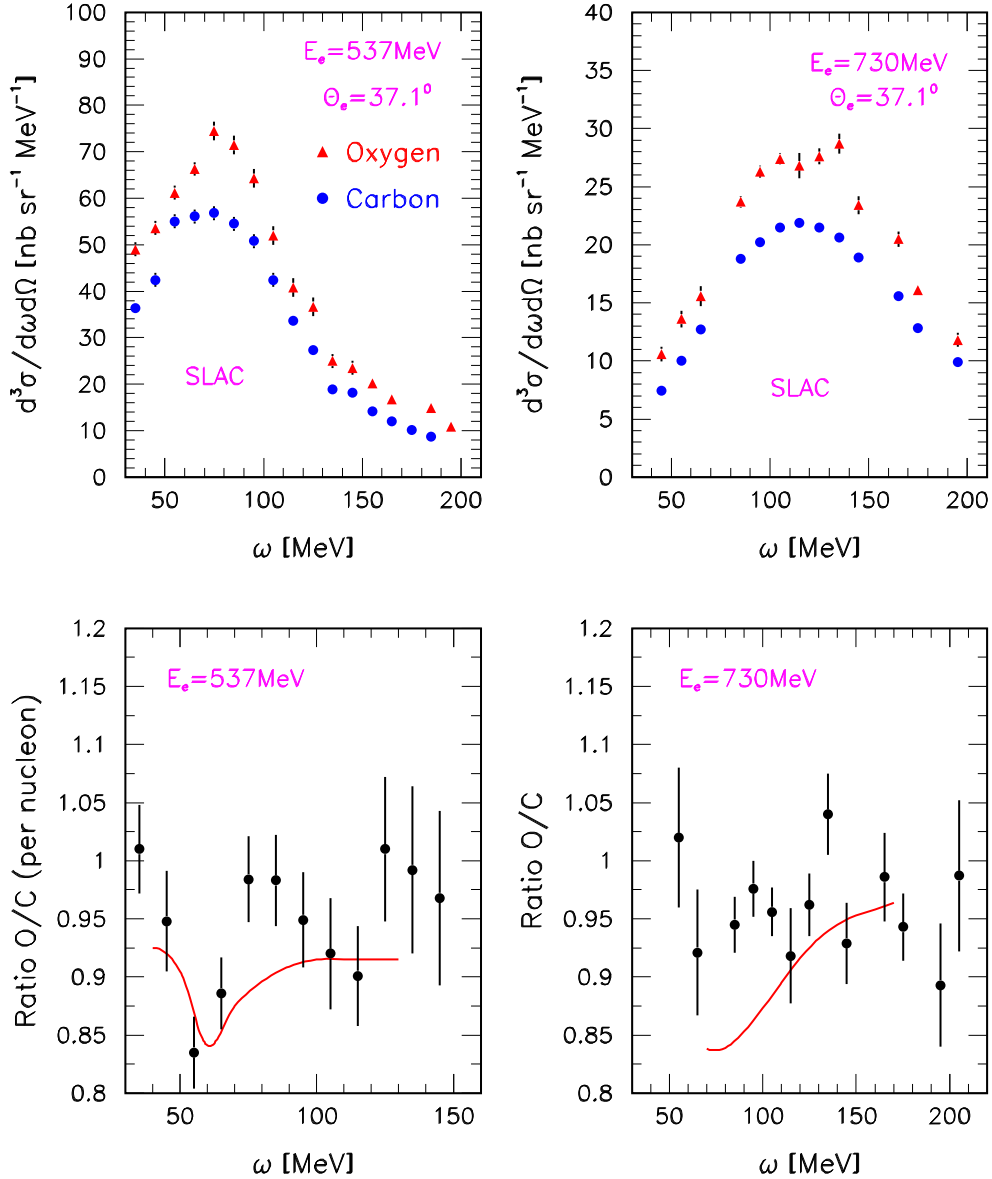 100
90
80
70
60
50
40
30
20
10
0
d³σ/dωdΩ [nb sr⁻¹ MeV⁻¹]
Eₑ=537MeV
Θₑ=37.1⁰
Oxygen
Carbon
SLAC
50 100 150 200
ω [MeV]
40
35
30
25
20
15
10
5
0
d³σ/dωdΩ [nb sr⁻¹ MeV⁻¹]
Eₑ=730MeV
Θₑ=37.1⁰
SLAC
50 100 150 200
ω [MeV]
1.2
1.15
1.1
1.05
1
0.95
0.9
0.85
0.8
Ratio O/C (per nucleon)
Eₑ=537MeV
50 100 150
ω [MeV]
1.2
1.15
1.1
1.05
1
0.95
0.9
0.85
0.8
Ratio O/C
Eₑ=730MeV
50 100 150 200
ω [MeV]